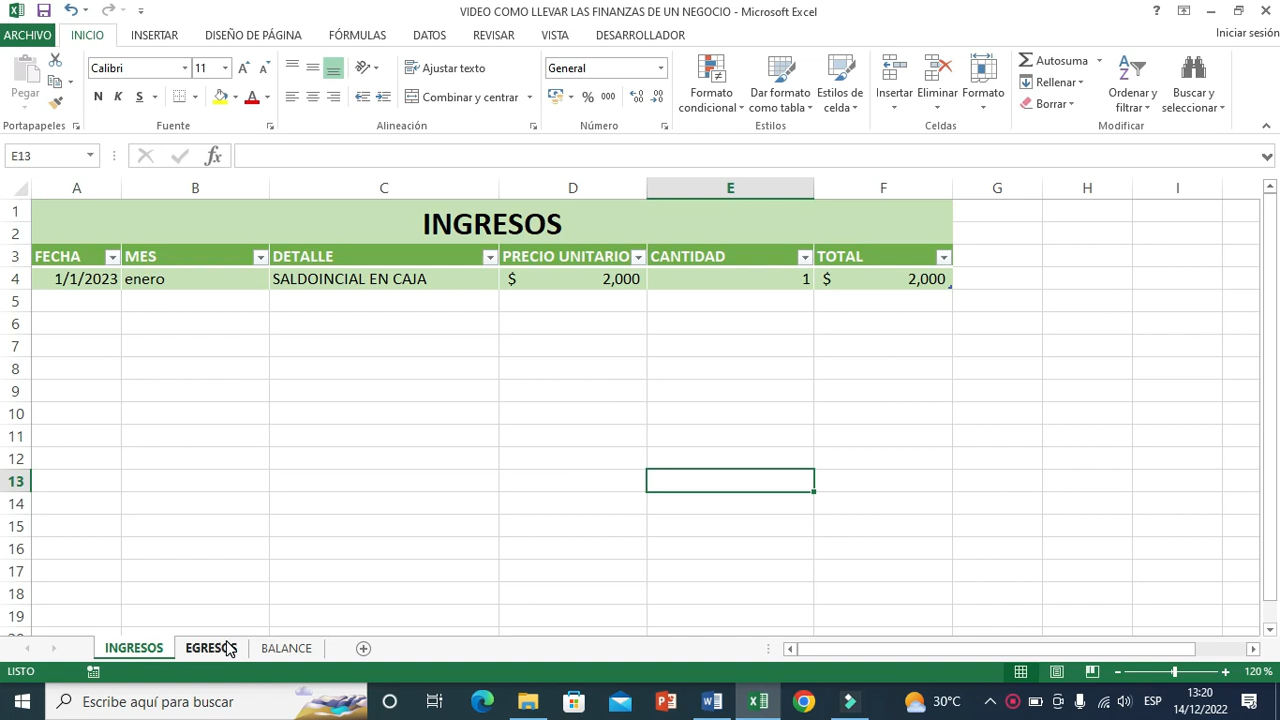 VIDEO COMO LLEVAR LAS FINANZAS DE UN NEGOCIO - Microsoft Excel
ARCHIVO INICIO INSERTAR DISEÑO DE PÁGINA FÓRMULAS DATOS REVISAR VISTA DESARROLLADOR Iniciar sesión
Pegar
Portapapeles
Calibri 11
N K S
Fuente
Ajustar texto
Combinar y centrar
Alineación
General
% 000
Número
Formato condicional
Dar formato como tabla
Estilos de celda
Estilos
Insertar Eliminar Formato
Celdas
Autosuma
Rellenar
Borrar
Ordenar y filtrar
Buscar y seleccionar
Modificar
E13 fx
A B C D E F G H I
1
2 INGRESOS
3 FECHA MES DETALLE PRECIO UNITARIO CANTIDAD TOTAL
4 1/1/2023 enero SALDOINCIAL EN CAJA $ 2,000 1 $ 2,000
5
6
7
8
9
10
11
12
13
14
15
16
17
18
19
INGRESOS EGRESOS BALANCE
LISTO 120 %
Escribe aquí para buscar 30°C ESP 13:20
14/12/2022